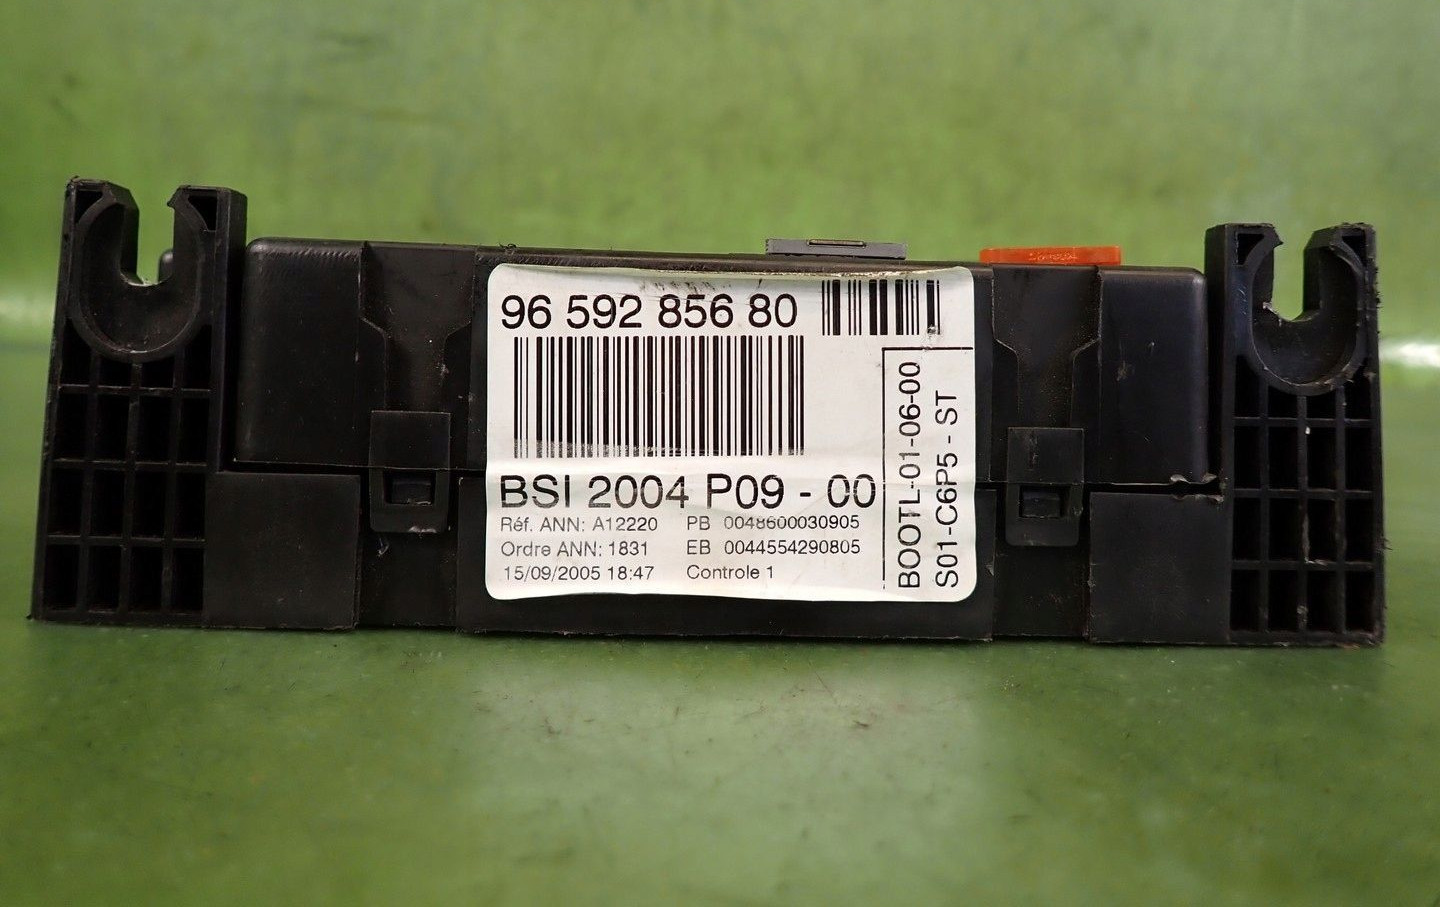 96 592 856 80
BSI 2004 P09 - 00
Réf. ANN: A12220 PB 0048600030905
Ordre ANN: 1831 EB 0044554290805
15/09/2005 18:47 Controle 1
BOOTL-01-06-00
S01-C6P5 - ST